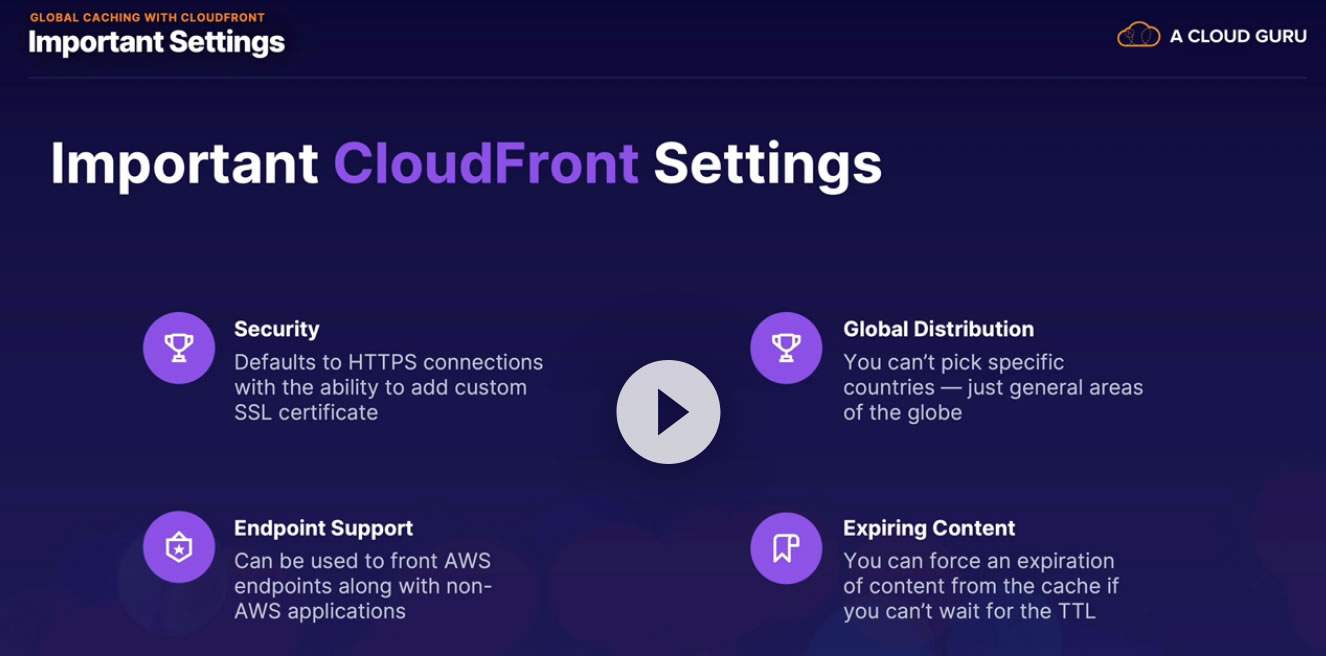 GLOBAL CACHING WITH CLOUDFRONT
Important Settings
A CLOUD GURU
Important CloudFront Settings
Security
Defaults to HTTPS connections
with the ability to add custom
SSL certificate
Global Distribution
You can’t pick specific
countries — just general areas
of the globe
Endpoint Support
Can be used to front AWS
endpoints along with non-
AWS applications
Expiring Content
You can force an expiration
of content from the cache if
you can’t wait for the TTL